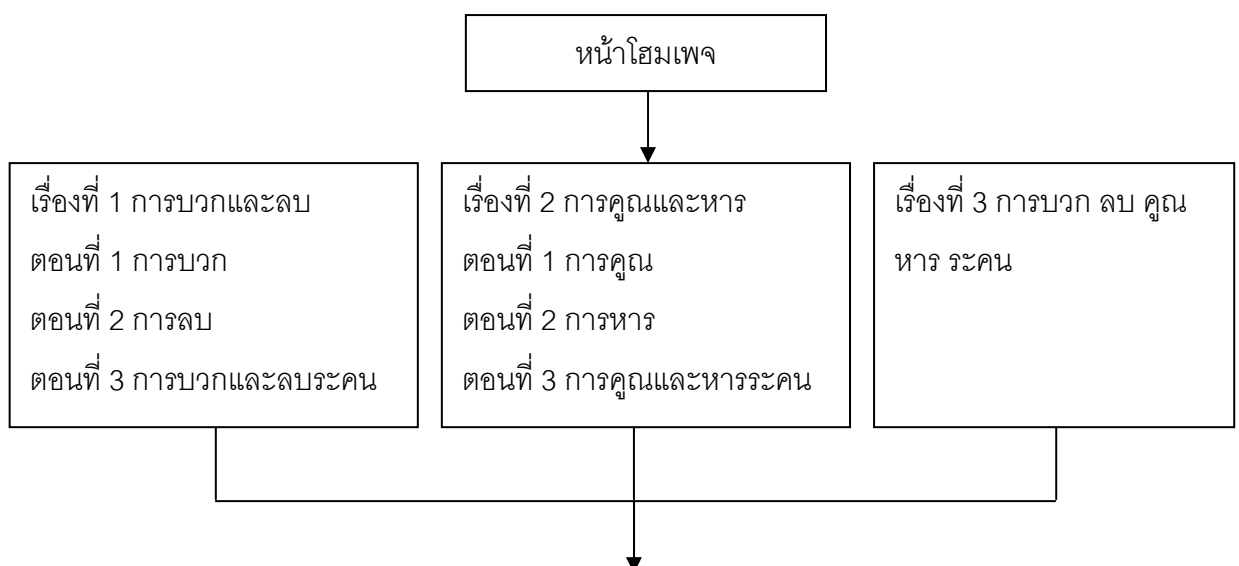 หน้าโฮมเพจ
เรื่องที่ 1 การบวกและลบ
ตอนที่ 1 การบวก
ตอนที่ 2 การลบ
ตอนที่ 3 การบวกและลบระคน
เรื่องที่ 2 การคูณและหาร
ตอนที่ 1 การคูณ
ตอนที่ 2 การหาร
ตอนที่ 3 การคูณและหารระคน
เรื่องที่ 3 การบวก ลบ คูณ
หาร ระคน